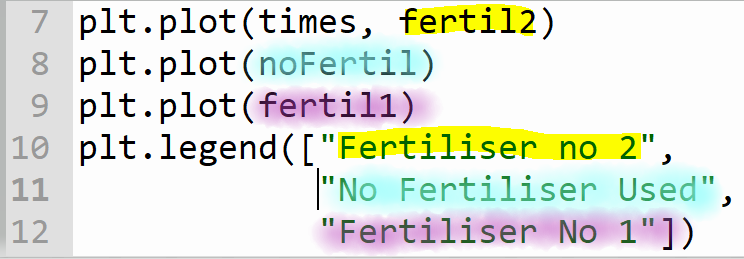 7 plt.plot(times, fertil2)
8 plt.plot(noFertil)
9 plt.plot(fertil1)
10 plt.legend(["Fertiliser no 2",
11 "No Fertiliser Used",
12 "Fertiliser No 1"])